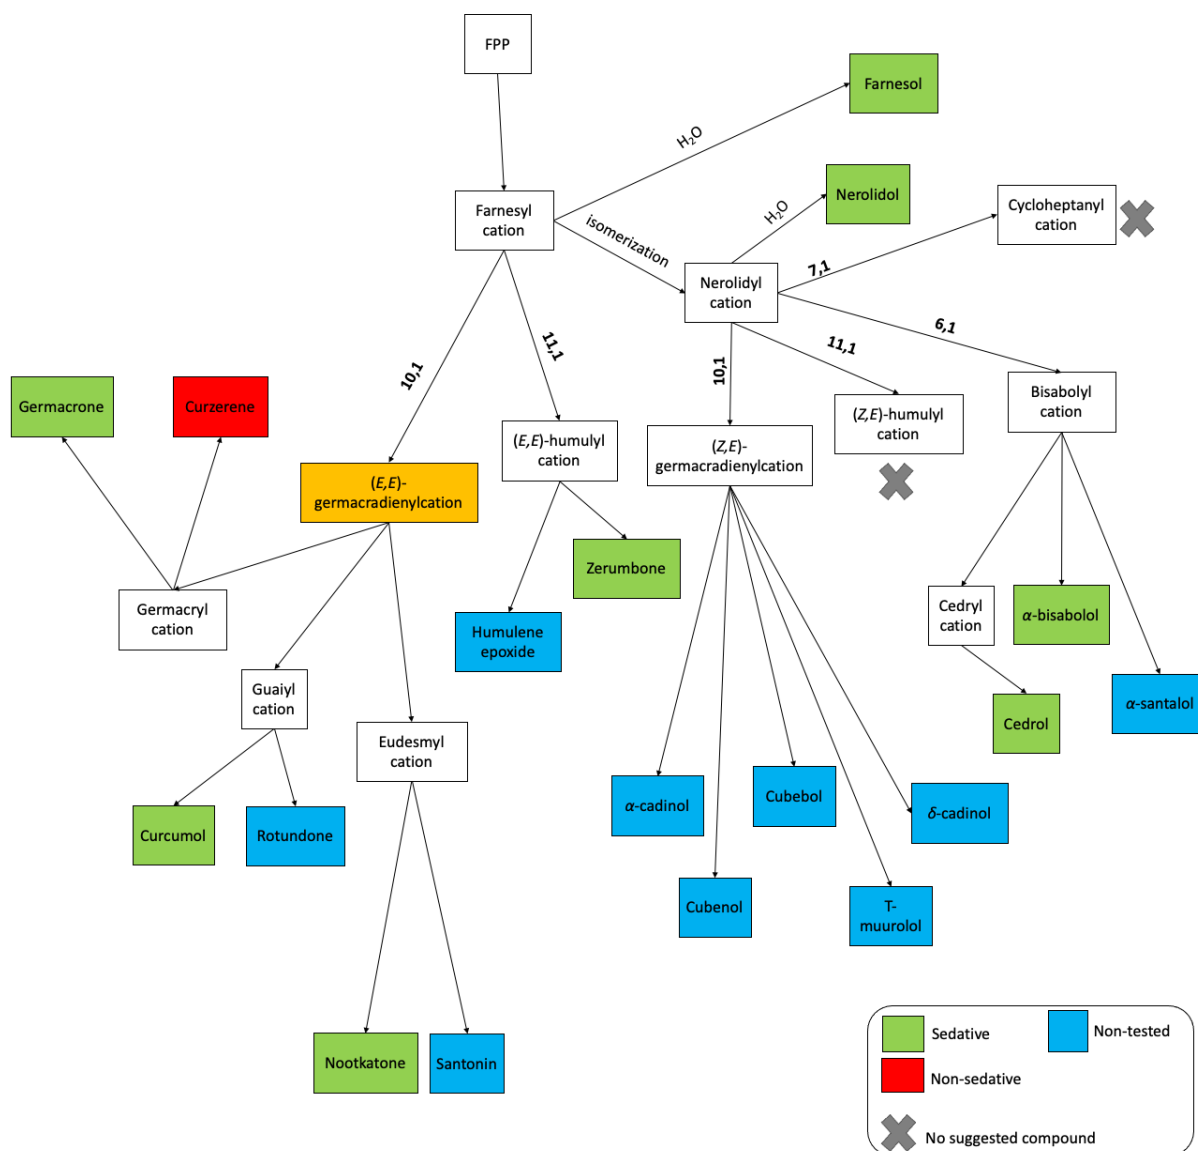 FPP
Farnesol
H₂O
Farnesyl
cation
isomerization
H₂O
Nerolidol
Cycloheptanyl
cation
Nerolidyl
cation
7,1
6,1
11,1
10,1
10,1
11,1
Germacrone
Curzerene
(E,E)-humulyl
cation
(Z,E)-
germacradienylcation
(Z,E)-humulyl
cation
Bisabolyl
cation
(E,E)-
germacradienylcation
Zerumbone
Germacryl
cation
Humulene
epoxide
Cedryl
cation
α-bisabolol
Guaiyl
cation
Cedrol
α-santalol
Eudesmyl
cation
Curcumol
Rotundone
α-cadinol
Cubebol
δ-cadinol
Cubenol
T-
muurolol
Nootkatone
Santonin
Sedative
Non-tested
Non-sedative
No suggested compound